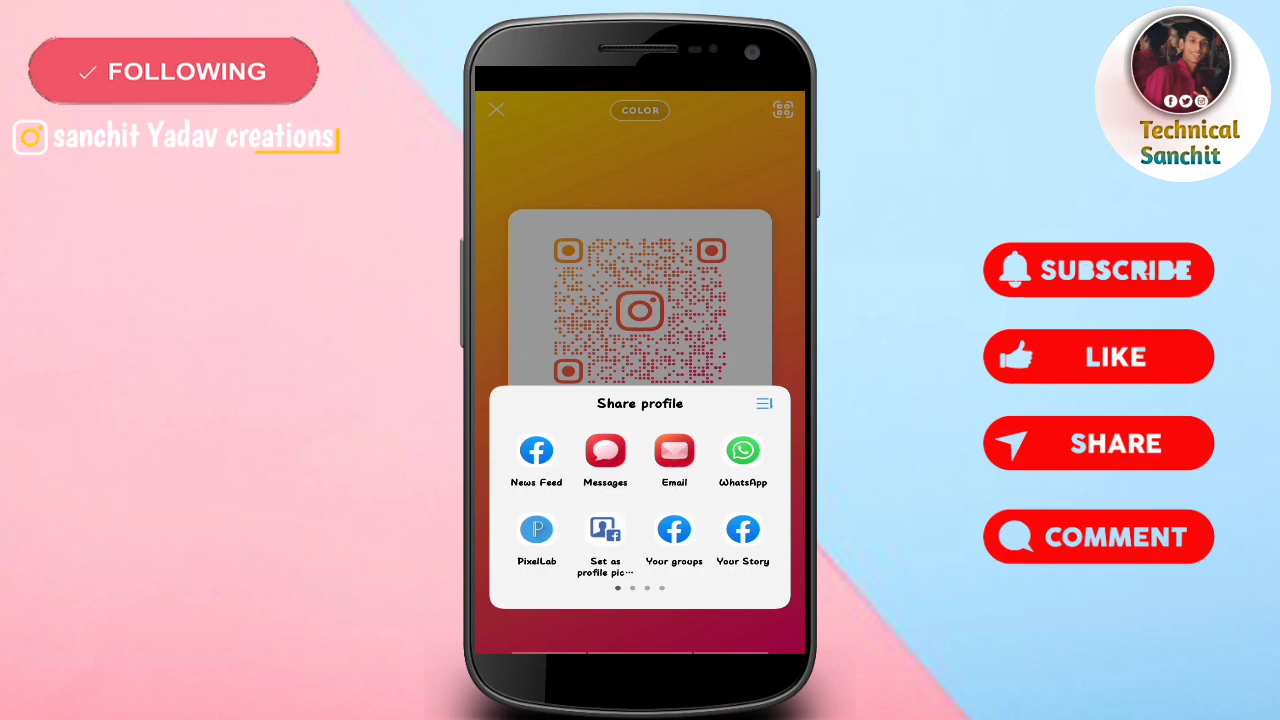 FOLLOWING
sanchit Yadav creations
COLOR
Technical
Sanchit
SUBSCRIBE
LIKE
SHARE
COMMENT
Share profile
News Feed
Messages
Email
WhatsApp
P
PixelLab
Set as
profile pic...
Your groups
Your Story